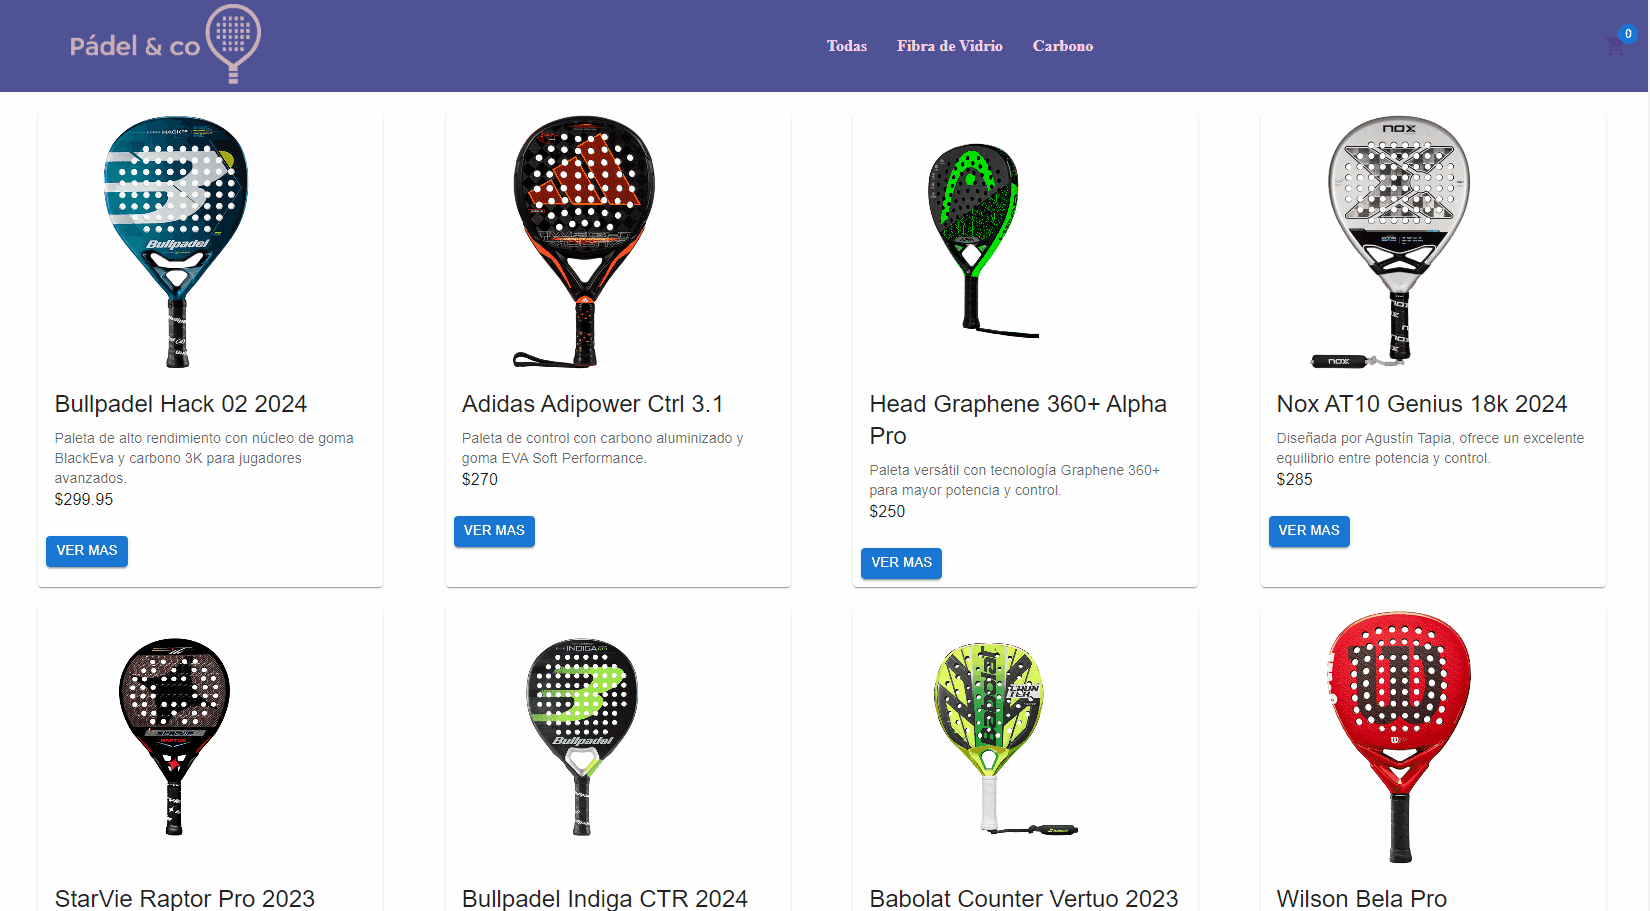 Pádel & co
Todas
Fibra de Vidrio
Carbono
0
Bullpadel
NOX
NOX
Bullpadel Hack 02 2024
Paleta de alto rendimiento con núcleo de goma
BlackEva y carbono 3K para jugadores
avanzados.
$299.95
VER MAS
Adidas Adipower Ctrl 3.1
Paleta de control con carbono aluminizado y
goma EVA Soft Performance.
$270
VER MAS
Head Graphene 360+ Alpha
Pro
Paleta versátil con tecnología Graphene 360+
para mayor potencia y control.
$250
VER MAS
Nox AT10 Genius 18k 2024
Diseñada por Agustín Tapia, ofrece un excelente
equilibrio entre potencia y control.
$285
VER MAS
INDIGA
Bullpadel
StarVie Raptor Pro 2023
Bullpadel Indiga CTR 2024
Babolat Counter Vertuo 2023
Wilson Bela Pro